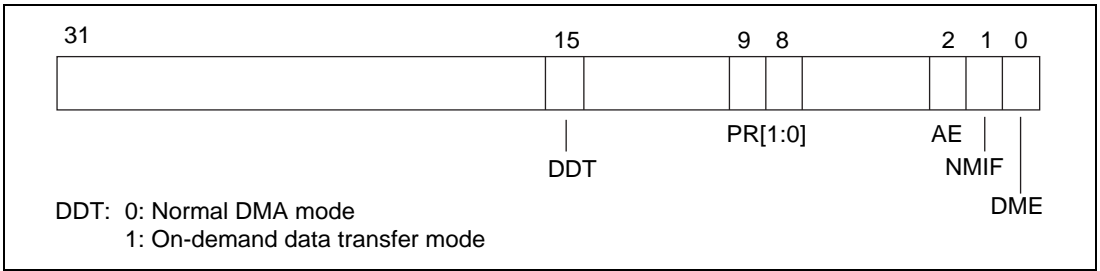 31 15 9 8 2 1 0
PR[1:0] AE
DDT NMIF
DME
DDT: 0: Normal DMA mode
1: On-demand data transfer mode